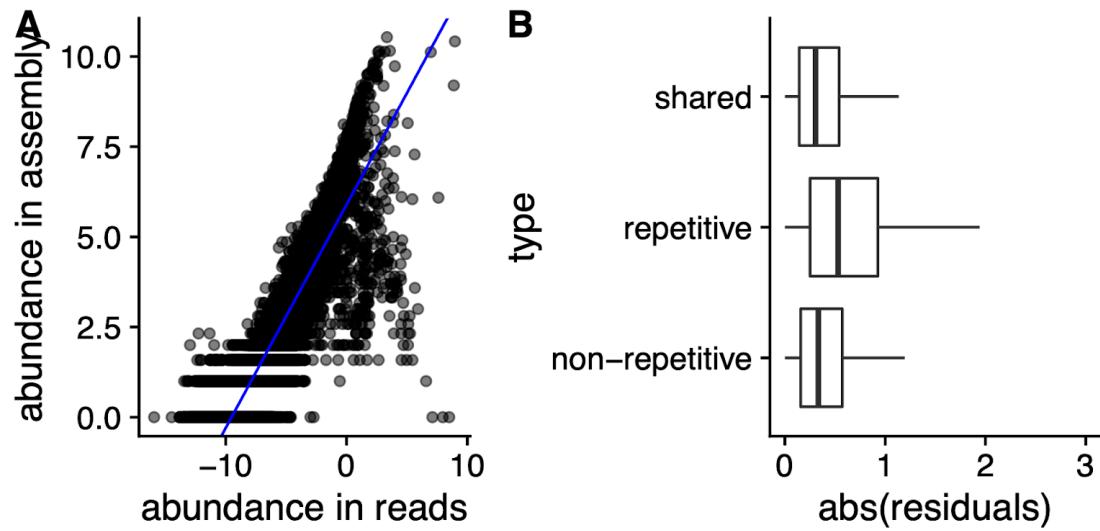 A
abundance in assembly
10.0
7.5
5.0
2.5
0.0
−10 0 10
abundance in reads
B
type
shared
repetitive
non−repetitive
0 1 2 3
abs(residuals)